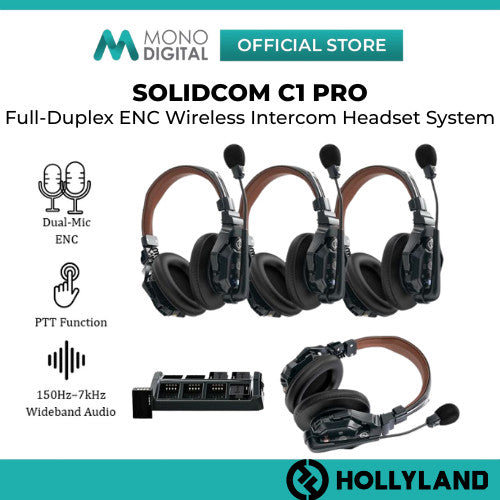 MONO
DIGITAL
OFFICIAL STORE
SOLIDCOM C1 PRO
Full-Duplex ENC Wireless Intercom Headset System
Dual-Mic
ENC
PTT Function
150Hz-7kHz
Wideband Audio
HOLLYLAND